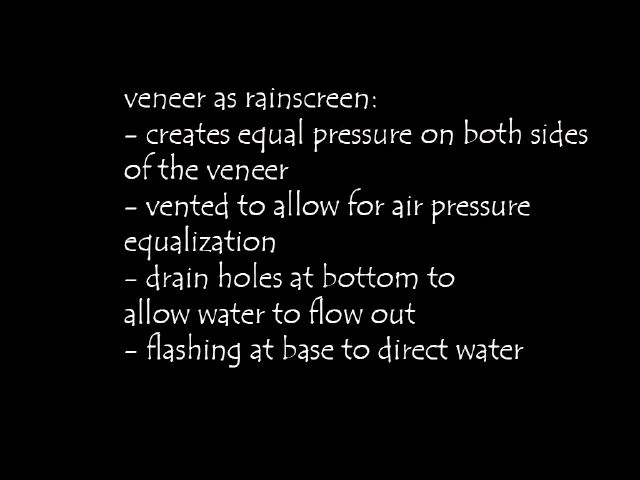 veneer as rainscreen:
- creates equal pressure on both sides
of the veneer
- vented to allow for air pressure
equalization
- drain holes at bottom to
allow water to flow out
- flashing at base to direct water